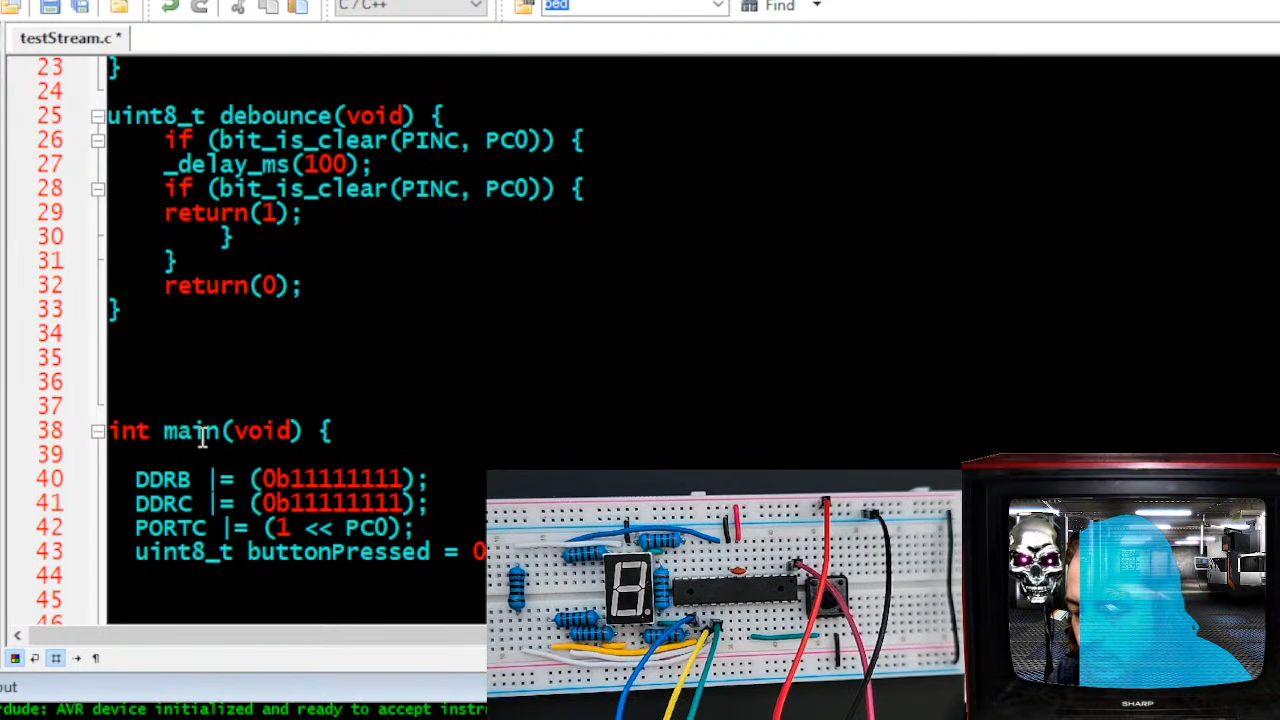 C / C++
bed
Find
testStream.c *
23 }
24
25 uint8_t debounce(void) {
26 if (bit_is_clear(PINC, PC0)) {
27 _delay_ms(100);
28 if (bit_is_clear(PINC, PC0)) {
29 return(1);
30 }
31 }
32 return(0);
33 }
34
35
36
37
38 int main(void) {
39
40 DDRB |= (0b11111111);
41 DDRC |= (0b11111111);
42 PORTC |= (1 << PC0);
43 uint8_t buttonPressed = 0
44
45
46
put
rdude: AVR device initialized and ready to accept instr
SHARP